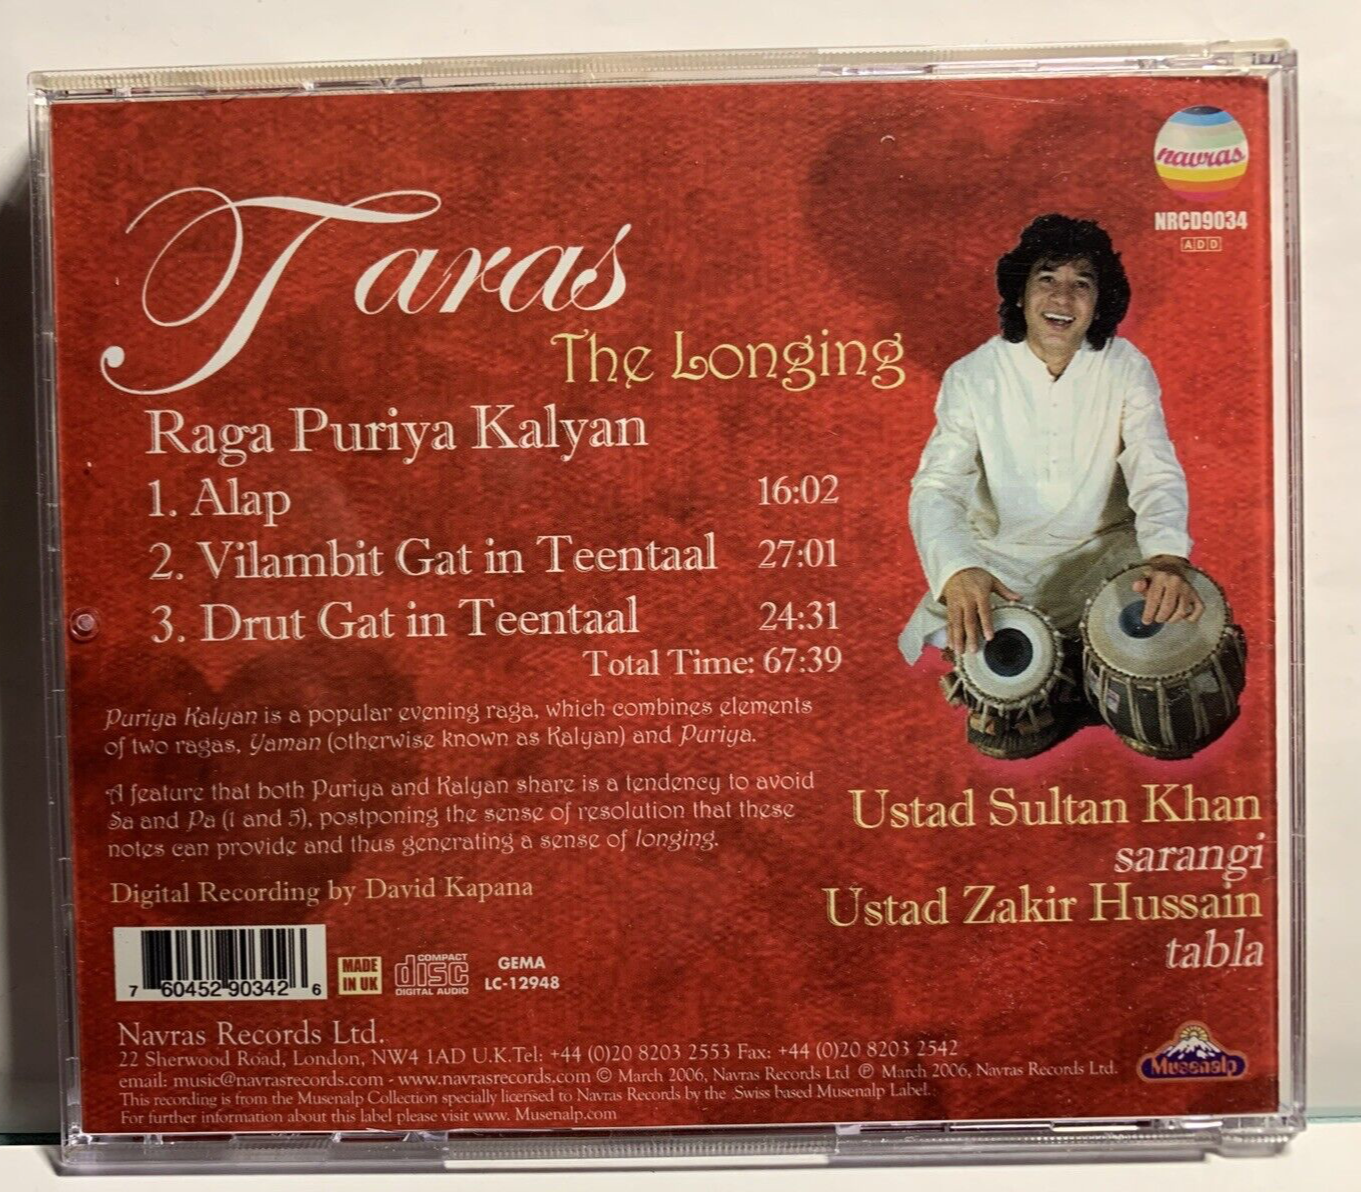 navras
NRCD9034
ADD
Taras
The Longing
Raga Puriya Kalyan
1. Alap 16:02
2. Vilambit Gat in Teentaal 27:01
3. Drut Gat in Teentaal 24:31
Total Time: 67:39
Puriya Kalyan is a popular evening raga, which combines elements
of two ragas, Yaman (otherwise known as Kalyan) and Puriya.
A feature that both Puriya and Kalyan share is a tendency to avoid
Sa and Pa (1 and 5), postponing the sense of resolution that these
notes can provide and thus generating a sense of longing.
Digital Recording by David Kapana
Ustad Sultan Khan
sarangi
Ustad Zakir Hussain
tabla
7 60452 90342 6
MADE
IN UK
COMPACT
disc
DIGITAL AUDIO
GEMA
LC-12948
Navras Records Ltd.
22 Sherwood Road, London, NW4 1AD U.K.Tel: +44 (0)20 8203 2553 Fax: +44 (0)20 8203 2542
email: music@navrasrecords.com - www.navrasrecords.com © March 2006, Navras Records Ltd ℗ March 2006, Navras Records Ltd.
This recording is from the Musenalp Collection specially licensed to Navras Records by the Swiss based Musenalp Label.
For further information about this label please visit www. Musenalp.com
Musenalp